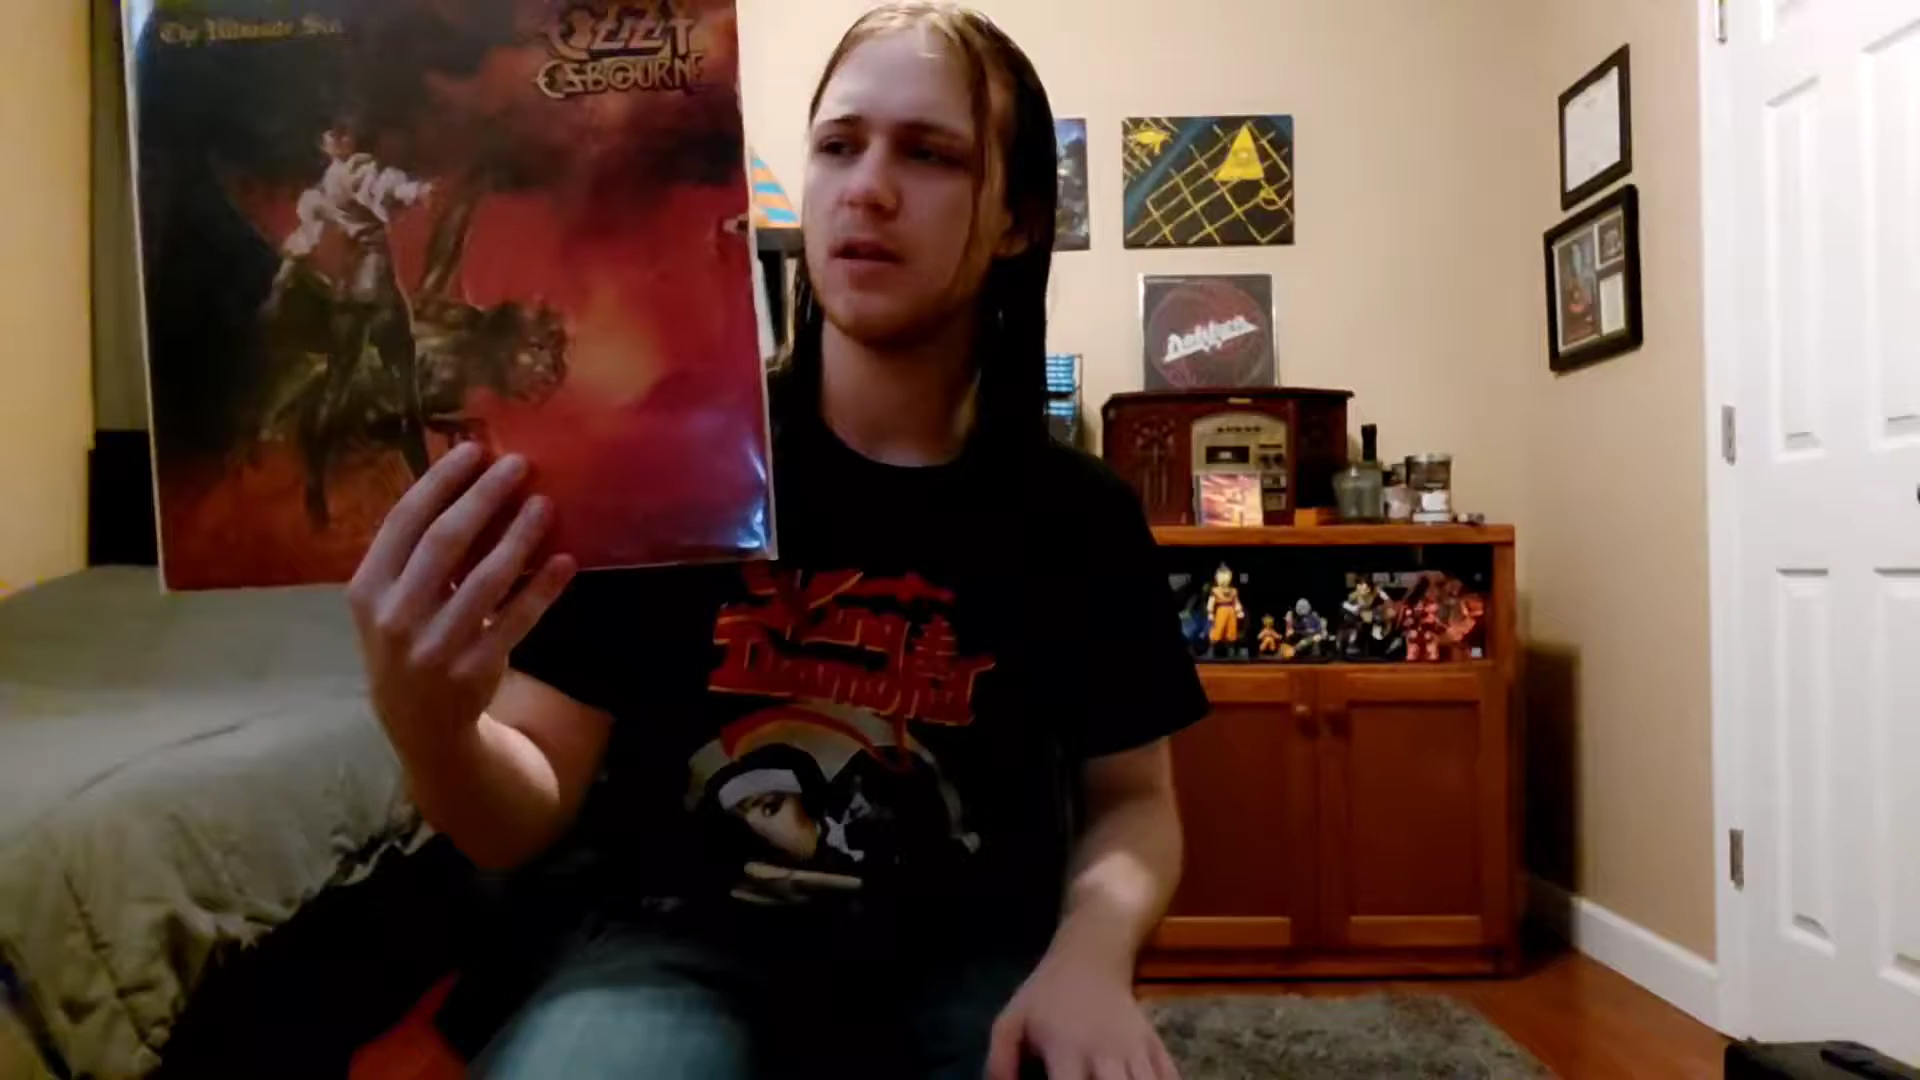 The Ultimate Sin
OZZY
OSBOURNE
Dokken
King
Diamond